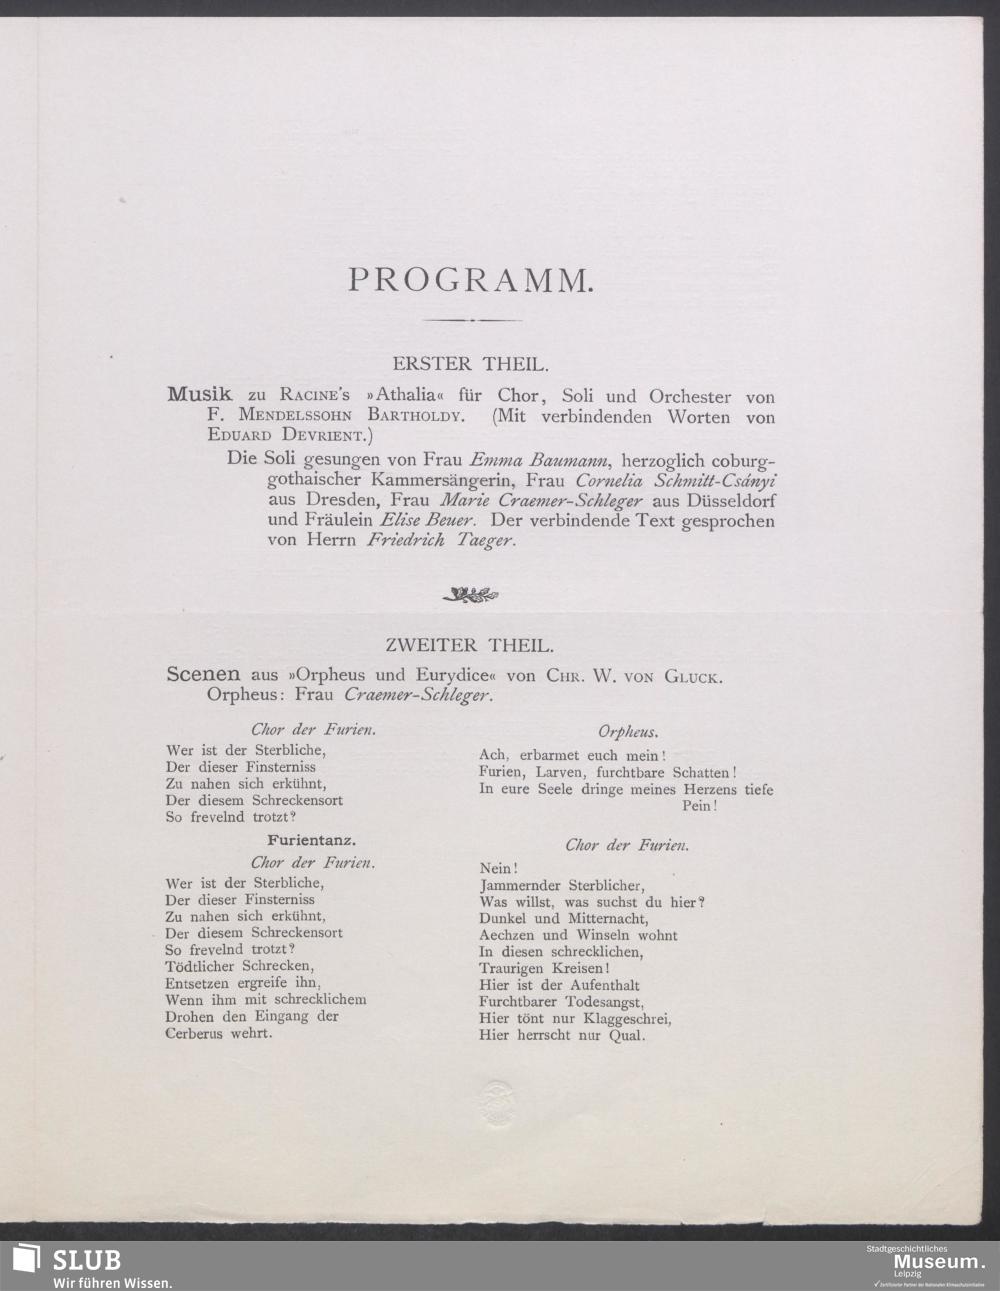 PROGRAMM.
ERSTER THEIL.
Musik zu RACINE's »Athalia« für Chor, Soli und Orchester von
F. MENDELSSOHN BARTHOLDY. (Mit verbindenden Worten von
EDUARD DEVRIENT.)
Die Soli gesungen von Frau Emma Baumann, herzoglich coburg-
gothaischer Kammersängerin, Frau Cornelia Schmitt-Csányi
aus Dresden, Frau Marie Craemer-Schleger aus Düsseldorf
und Fräulein Elise Beuer. Der verbindende Text gesprochen
von Herrn Friedrich Taeger.
ZWEITER THEIL.
Scenen aus »Orpheus und Eurydice« von CHR. W. VON GLUCK.
Orpheus: Frau Craemer-Schleger.
Chor der Furien.
Wer ist der Sterbliche,
Der dieser Finsterniss
Zu nahen sich erkühnt,
Der diesem Schreckensort
So frevelnd trotzt?
Furientanz.
Chor der Furien.
Wer ist der Sterbliche,
Der dieser Finsterniss
Zu nahen sich erkühnt,
Der diesem Schreckensort
So frevelnd trotzt?
Tödtlicher Schrecken,
Entsetzen ergreife ihn,
Wenn ihm mit schrecklichem
Drohen den Eingang der
Cerberus wehrt.
Orpheus.
Ach, erbarmet euch mein!
Furien, Larven, furchtbare Schatten!
In eure Seele dringe meines Herzens tiefe
Pein!
Chor der Furien.
Nein!
Jammernder Sterblicher,
Was willst, was suchst du hier?
Dunkel und Mitternacht,
Aechzen und Winseln wohnt
In diesen schrecklichen,
Traurigen Kreisen!
Hier ist der Aufenthalt
Furchtbarer Todesangst,
Hier tönt nur Klaggeschrei,
Hier herrscht nur Qual.
SLUB
Wir führen Wissen.
Stadtgeschichtliches
Museum.
Leipzig
Zertifizierter Partner der Nationalen Klimaschutzinitiative